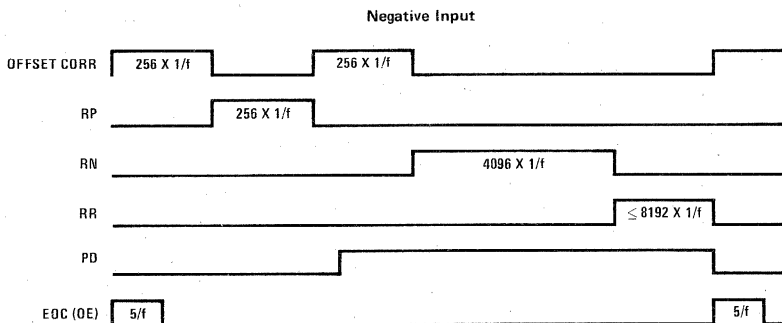 Negative Input
OFFSET CORR 256 X 1/f 256 X 1/f
RP 256 X 1/f
RN 4096 X 1/f
RR ≤ 8192 X 1/f
PD
EOC (OE) 5/f 5/f